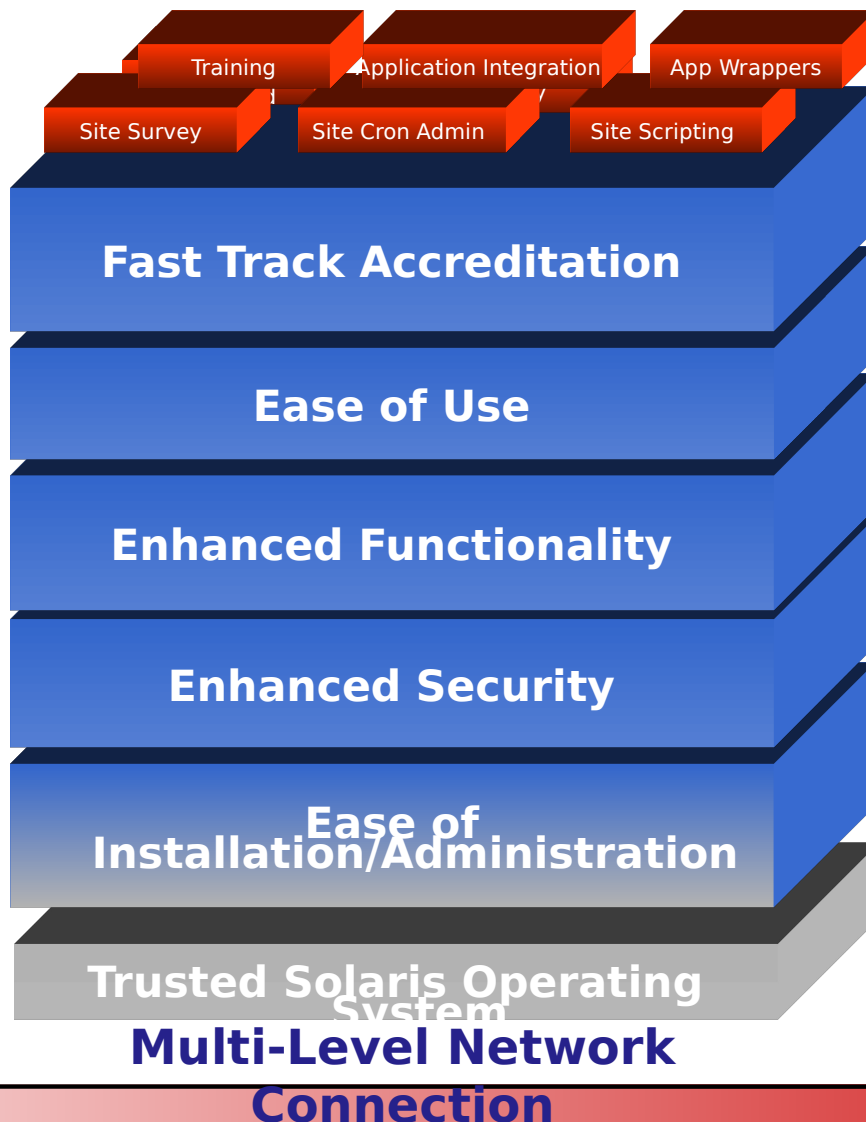 Training
Application Integration
App Wrappers
Site Survey
Site Cron Admin
Site Scripting
Fast Track Accreditation
Ease of Use
Enhanced Functionality
Enhanced Security
Ease of
Installation/Administration
Trusted Solaris Operating
System
Multi-Level Network
Connection